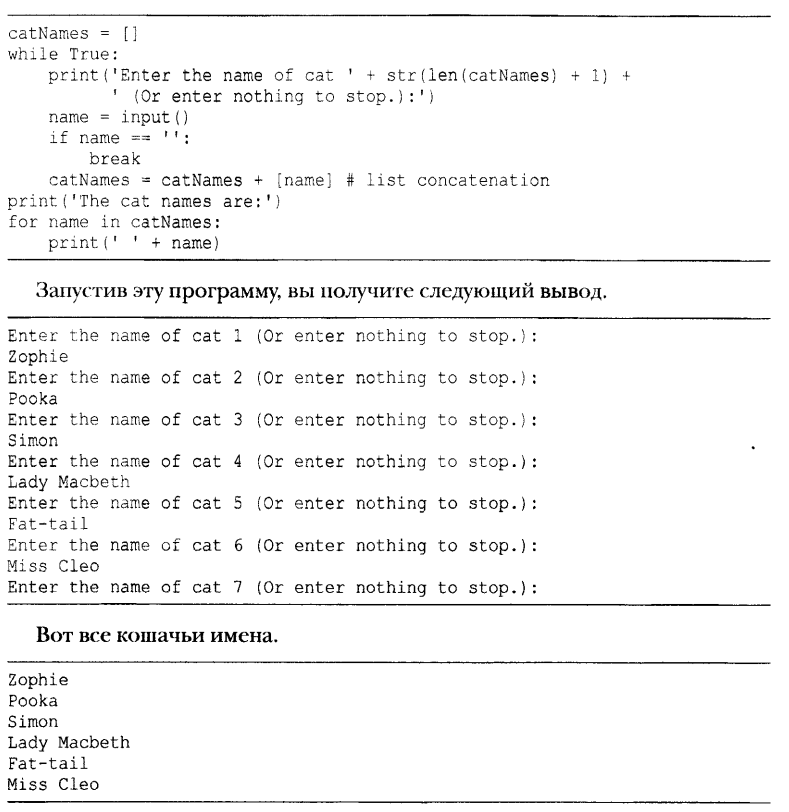 catNames = []
while True:
    print('Enter the name of cat ' + str(len(catNames) + 1) +
          ' (Or enter nothing to stop.):')
    name = input()
    if name == '':
        break
    catNames = catNames + [name] # list concatenation
print('The cat names are:')
for name in catNames:
    print(' ' + name)
Запустив эту программу, вы получите следующий вывод.
Enter the name of cat 1 (Or enter nothing to stop.):
Zophie
Enter the name of cat 2 (Or enter nothing to stop.):
Pooka
Enter the name of cat 3 (Or enter nothing to stop.):
Simon
Enter the name of cat 4 (Or enter nothing to stop.):
Lady Macbeth
Enter the name of cat 5 (Or enter nothing to stop.):
Fat-tail
Enter the name of cat 6 (Or enter nothing to stop.):
Miss Cleo
Enter the name of cat 7 (Or enter nothing to stop.):
Вот все кошачьи имена.
Zophie
Pooka
Simon
Lady Macbeth
Fat-tail
Miss Cleo